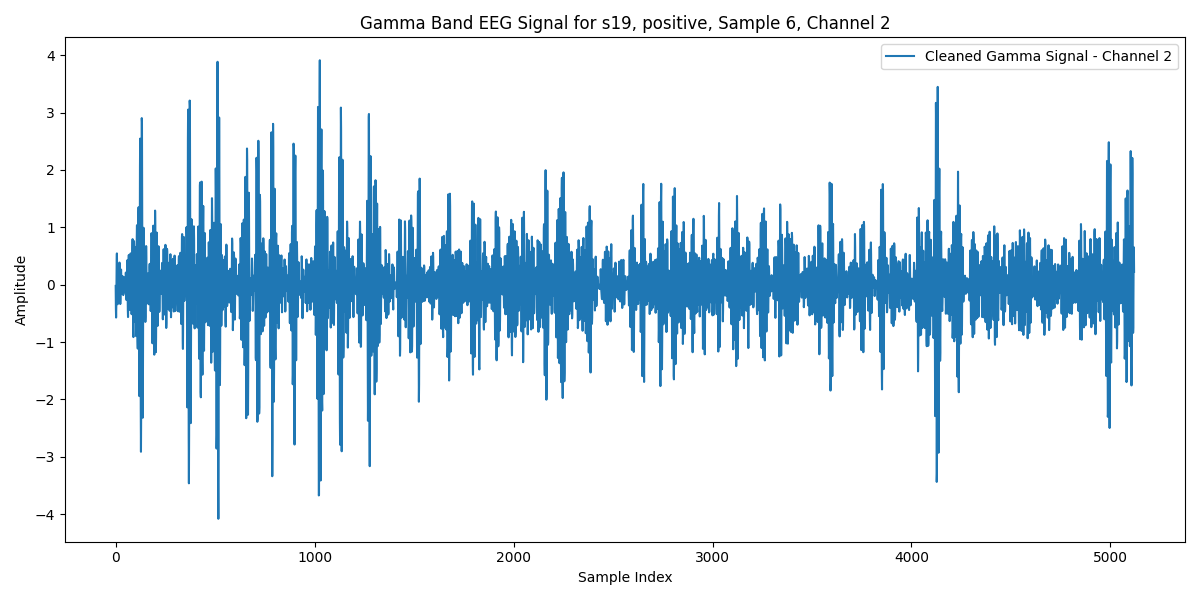 Gamma Band EEG Signal for s19, positive, Sample 6, Channel 2
Cleaned Gamma Signal - Channel 2
4
3
2
1
0
−1
−2
−3
−4
Amplitude
0 1000 2000 3000 4000 5000
Sample Index